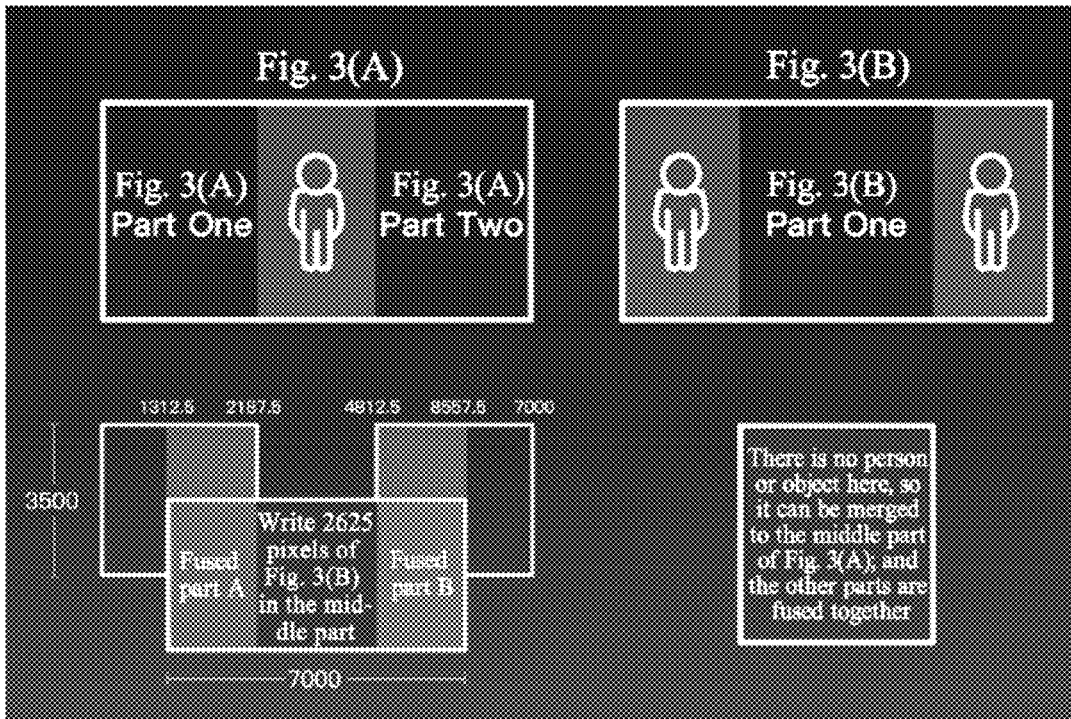 Fig. 3(A)
Fig. 3(B)
Fig. 3(A)
Part One
Fig. 3(A)
Part Two
Fig. 3(B)
Part One
1312.5
2187.5
4812.5
8557.5
7000
3500
Fused
part A
Write 2625
pixels of
Fig. 3(B)
in the mid-
dle part
Fused
part B
7000
There is no person
or object here, so
it can be merged
to the middle part
of Fig. 3(A); and
the other parts are
fused together